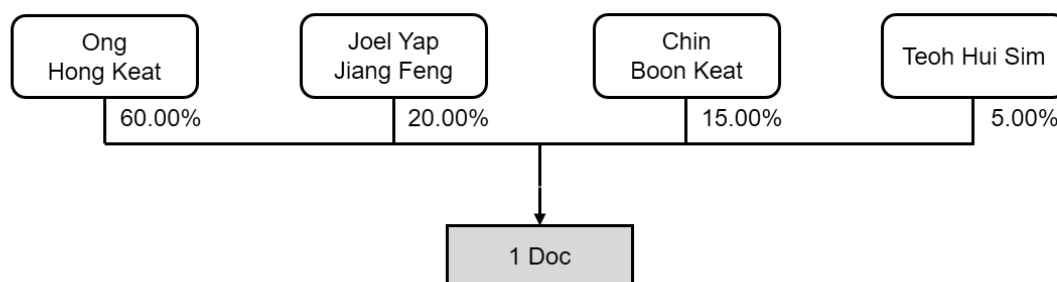 Ong
Hong Keat
Joel Yap
Jiang Feng
Chin
Boon Keat
Teoh Hui Sim
60.00%
20.00%
15.00%
5.00%
1 Doc